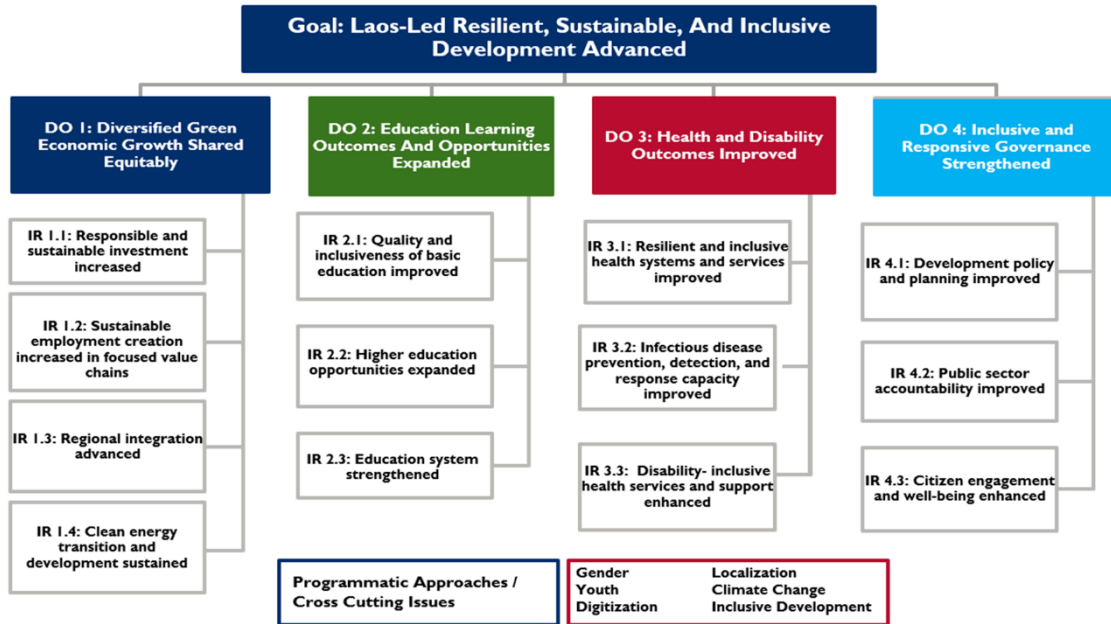 Goal: Laos-Led Resilient, Sustainable, And Inclusive
Development Advanced
DO 1: Diversified Green
Economic Growth Shared
Equitably
IR 1.1: Responsible and
sustainable investment
increased
IR 1.2: Sustainable
employment creation
increased in focused value
chains
IR 1.3: Regional integration
advanced
IR 1.4: Clean energy
transition and
development sustained
DO 2: Education Learning
Outcomes And Opportunities
Expanded
IR 2.1: Quality and
inclusiveness of basic
education improved
IR 2.2: Higher education
opportunities expanded
IR 2.3: Education system
strengthened
DO 3: Health and Disability
Outcomes Improved
IR 3.1: Resilient and inclusive
health systems and services
improved
IR 3.2: Infectious disease
prevention, detection, and
response capacity
improved
IR 3.3: Disability- inclusive
health services and support
enhanced
DO 4: Inclusive and
Responsive Governance
Strengthened
IR 4.1: Development policy
and planning improved
IR 4.2: Public sector
accountability improved
IR 4.3: Citizen engagement
and well-being enhanced
Programmatic Approaches /
Cross Cutting Issues
Gender
Youth
Digitization
Localization
Climate Change
Inclusive Development